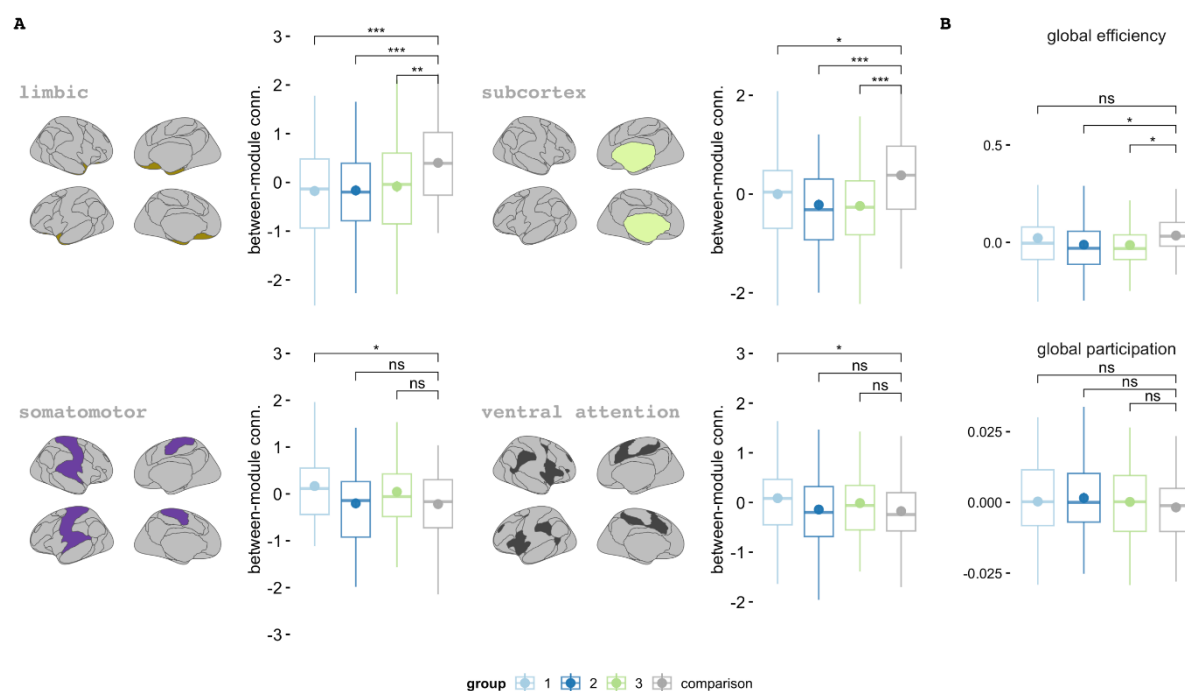 A
B
limbic
between-module conn.
3
2
1
0
-1
-2
***
***
**
subcortex
between-module conn.
2
0
-2
*
***
***
global efficiency
0.5
0.0
ns
*
*
somatomotor
between-module conn.
3
2
1
0
-1
-2
-3
*
ns
ns
ventral attention
between-module conn.
3
2
1
0
-1
-2
*
ns
ns
global participation
0.025
0.000
-0.025
ns
ns
ns
group 1 2 3 comparison